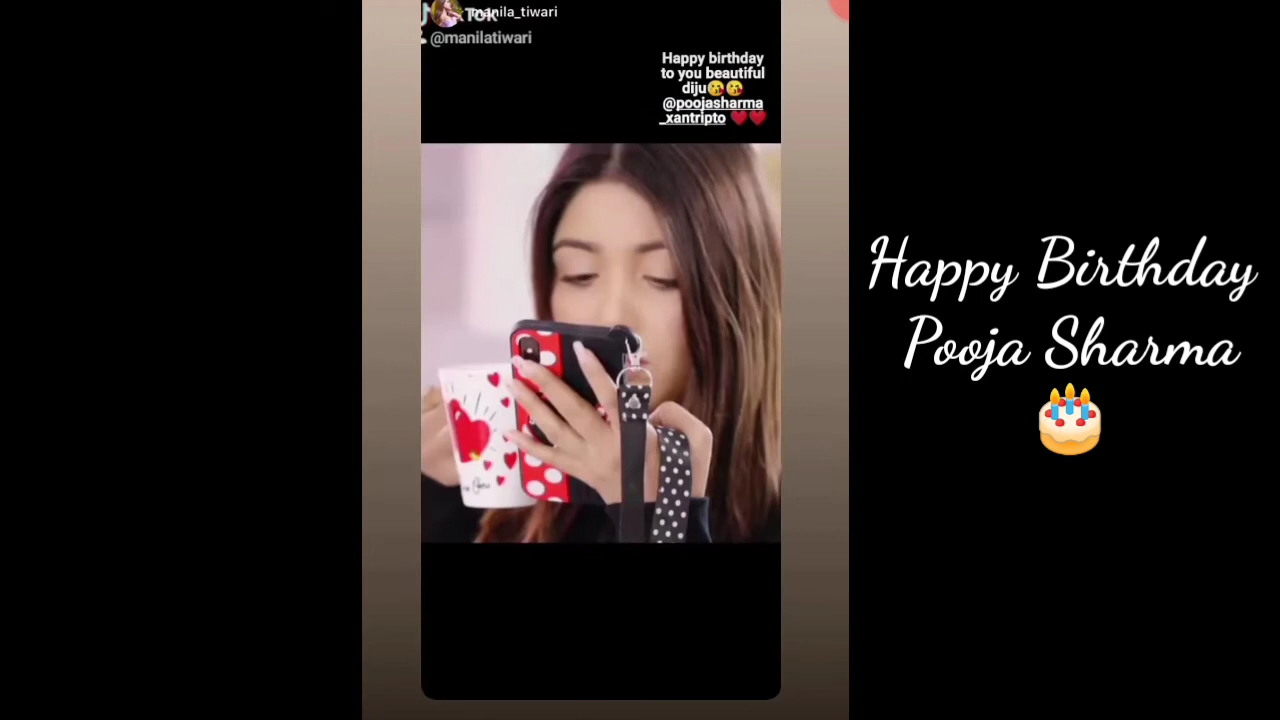 manila_tiwari
@manilatiwari
Happy birthday
to you beautiful
diju😘😘
@poojasharma
_xantripto ❤️❤️
Happy Birthday
Pooja Sharma
🎂